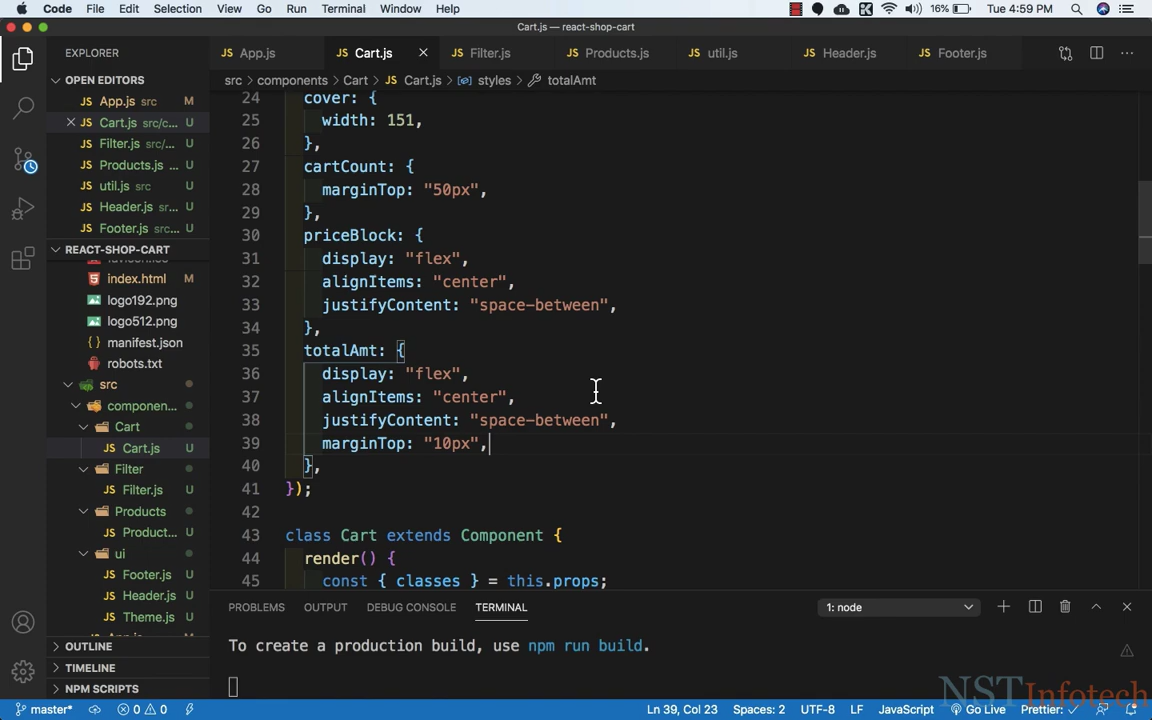 Code File Edit Selection View Go Run Terminal Window Help 16% Tue 4:59 PM
Cart.js — react-shop-cart
EXPLORER
JS App.js
JS Cart.js
JS Filter.js
JS Products.js
JS util.js
JS Header.js
JS Footer.js
src > components > Cart > JS Cart.js > styles > totalAmt
OPEN EDITORS
JS App.js src M
JS Cart.js src/c... U
JS Filter.js src/... U
JS Products.js ... U
JS util.js src U
JS Header.js sr... U
JS Footer.js src... U
REACT-SHOP-CART
index.html M
logo192.png
logo512.png
manifest.json
robots.txt
src
componen...
Cart
JS Cart.js U
Filter
JS Filter.js U
Products
JS Product... U
ui
JS Footer.js U
JS Header.js U
JS Theme.js U
OUTLINE
TIMELINE
NPM SCRIPTS
24 cover: {
25 width: 151,
26 },
27 cartCount: {
28 marginTop: "50px",
29 },
30 priceBlock: {
31 display: "flex",
32 alignItems: "center",
33 justifyContent: "space-between",
34 },
35 totalAmt: {
36 display: "flex",
37 alignItems: "center",
38 justifyContent: "space-between",
39 marginTop: "10px",
40 },
41 });
42
43 class Cart extends Component {
44 render() {
45 const { classes } = this.props;
PROBLEMS OUTPUT DEBUG CONSOLE TERMINAL 1: node
To create a production build, use npm run build.
NSTInfotech
master* 0 0 Ln 39, Col 23 Spaces: 2 UTF-8 LF JavaScript Go Live Prettier: ✓